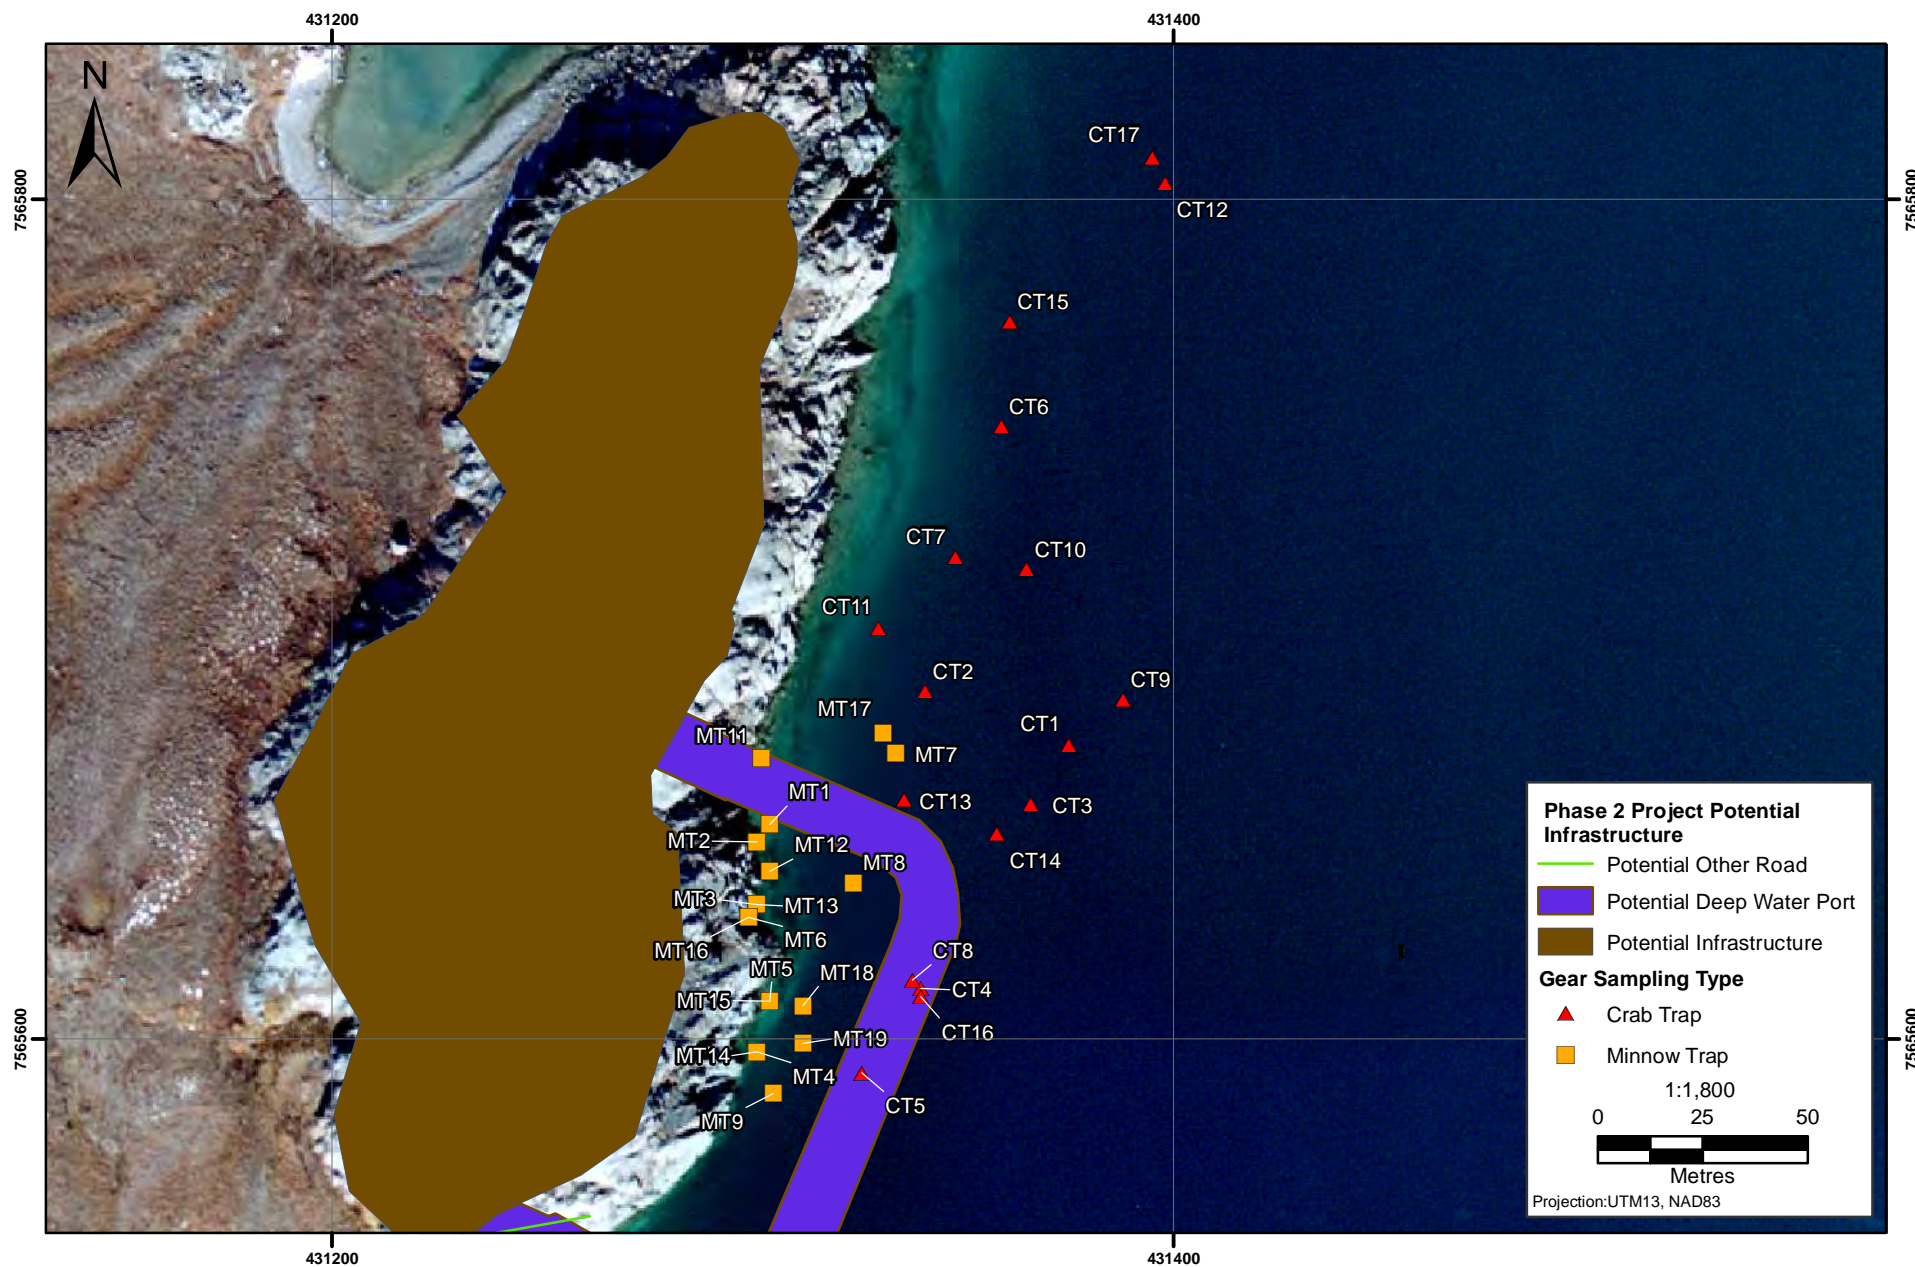 431200
431400
N
7565800
7565800
CT17
CT12
CT15
CT6
CT7
CT10
CT11
CT2
CT9
MT17
CT1
MT11
MT7
MT1
CT13
CT3
MT2
MT12
MT8
CT14
MT3
MT13
MT16
MT6
CT8
MT5
MT18
CT4
MT15
CT16
7565600
7565600
MT19
MT14
MT4
CT5
MT9
Phase 2 Project Potential
Infrastructure
Potential Other Road
Potential Deep Water Port
Potential Infrastructure
Gear Sampling Type
Crab Trap
Minnow Trap
1:1,800
0 25 50
Metres
Projection:UTM13, NAD83
431200
431400